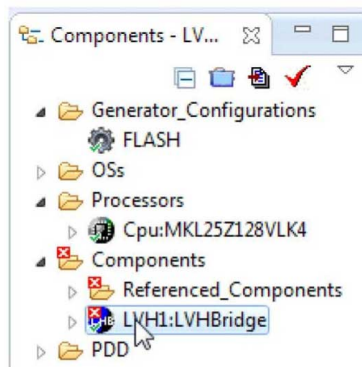 Components - LV...
Generator_Configurations
FLASH
OSs
Processors
Cpu:MKL25Z128VLK4
Components
Referenced_Components
LVH1:LVHBridge
PDD